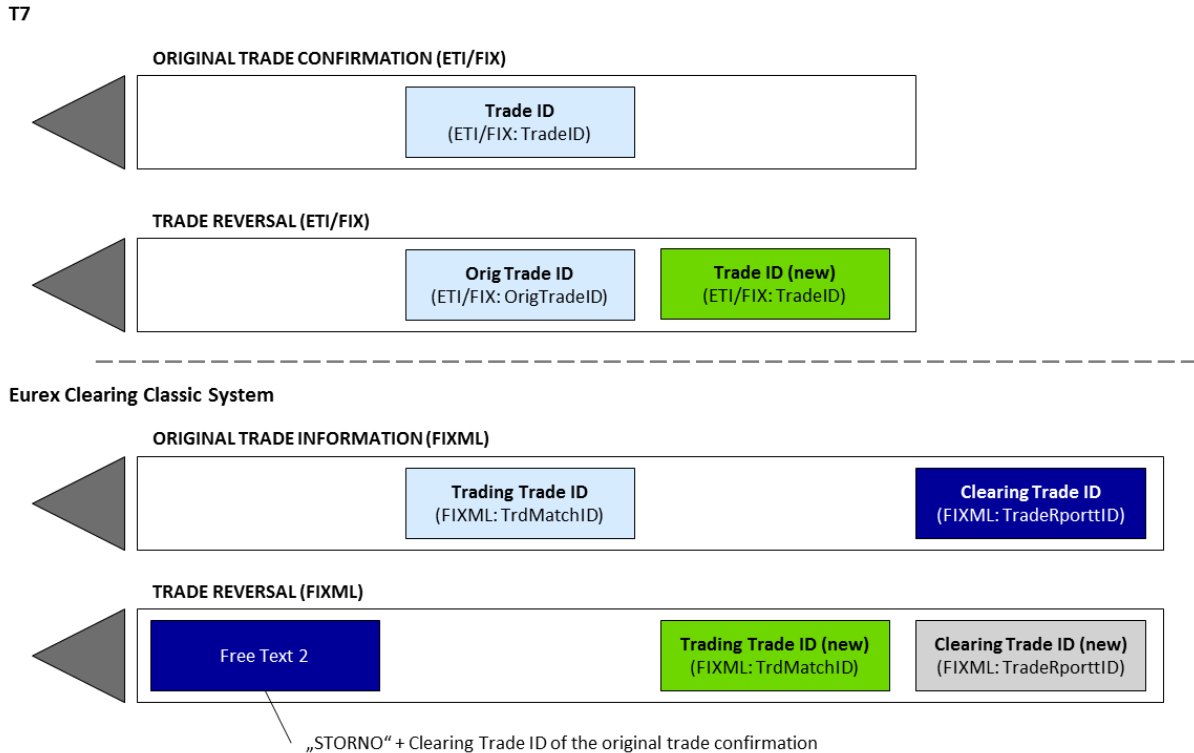 T7
ORIGINAL TRADE CONFIRMATION (ETI/FIX)
Trade ID
(ETI/FIX: TradeID)
TRADE REVERSAL (ETI/FIX)
Orig Trade ID
(ETI/FIX: OrigTradeID)
Trade ID (new)
(ETI/FIX: TradeID)
Eurex Clearing Classic System
ORIGINAL TRADE INFORMATION (FIXML)
Trading Trade ID
(FIXML: TrdMatchID)
Clearing Trade ID
(FIXML: TradeRporttID)
TRADE REVERSAL (FIXML)
Free Text 2
Trading Trade ID (new)
(FIXML: TrdMatchID)
Clearing Trade ID (new)
(FIXML: TradeRporttID)
„STORNO“ + Clearing Trade ID of the original trade confirmation